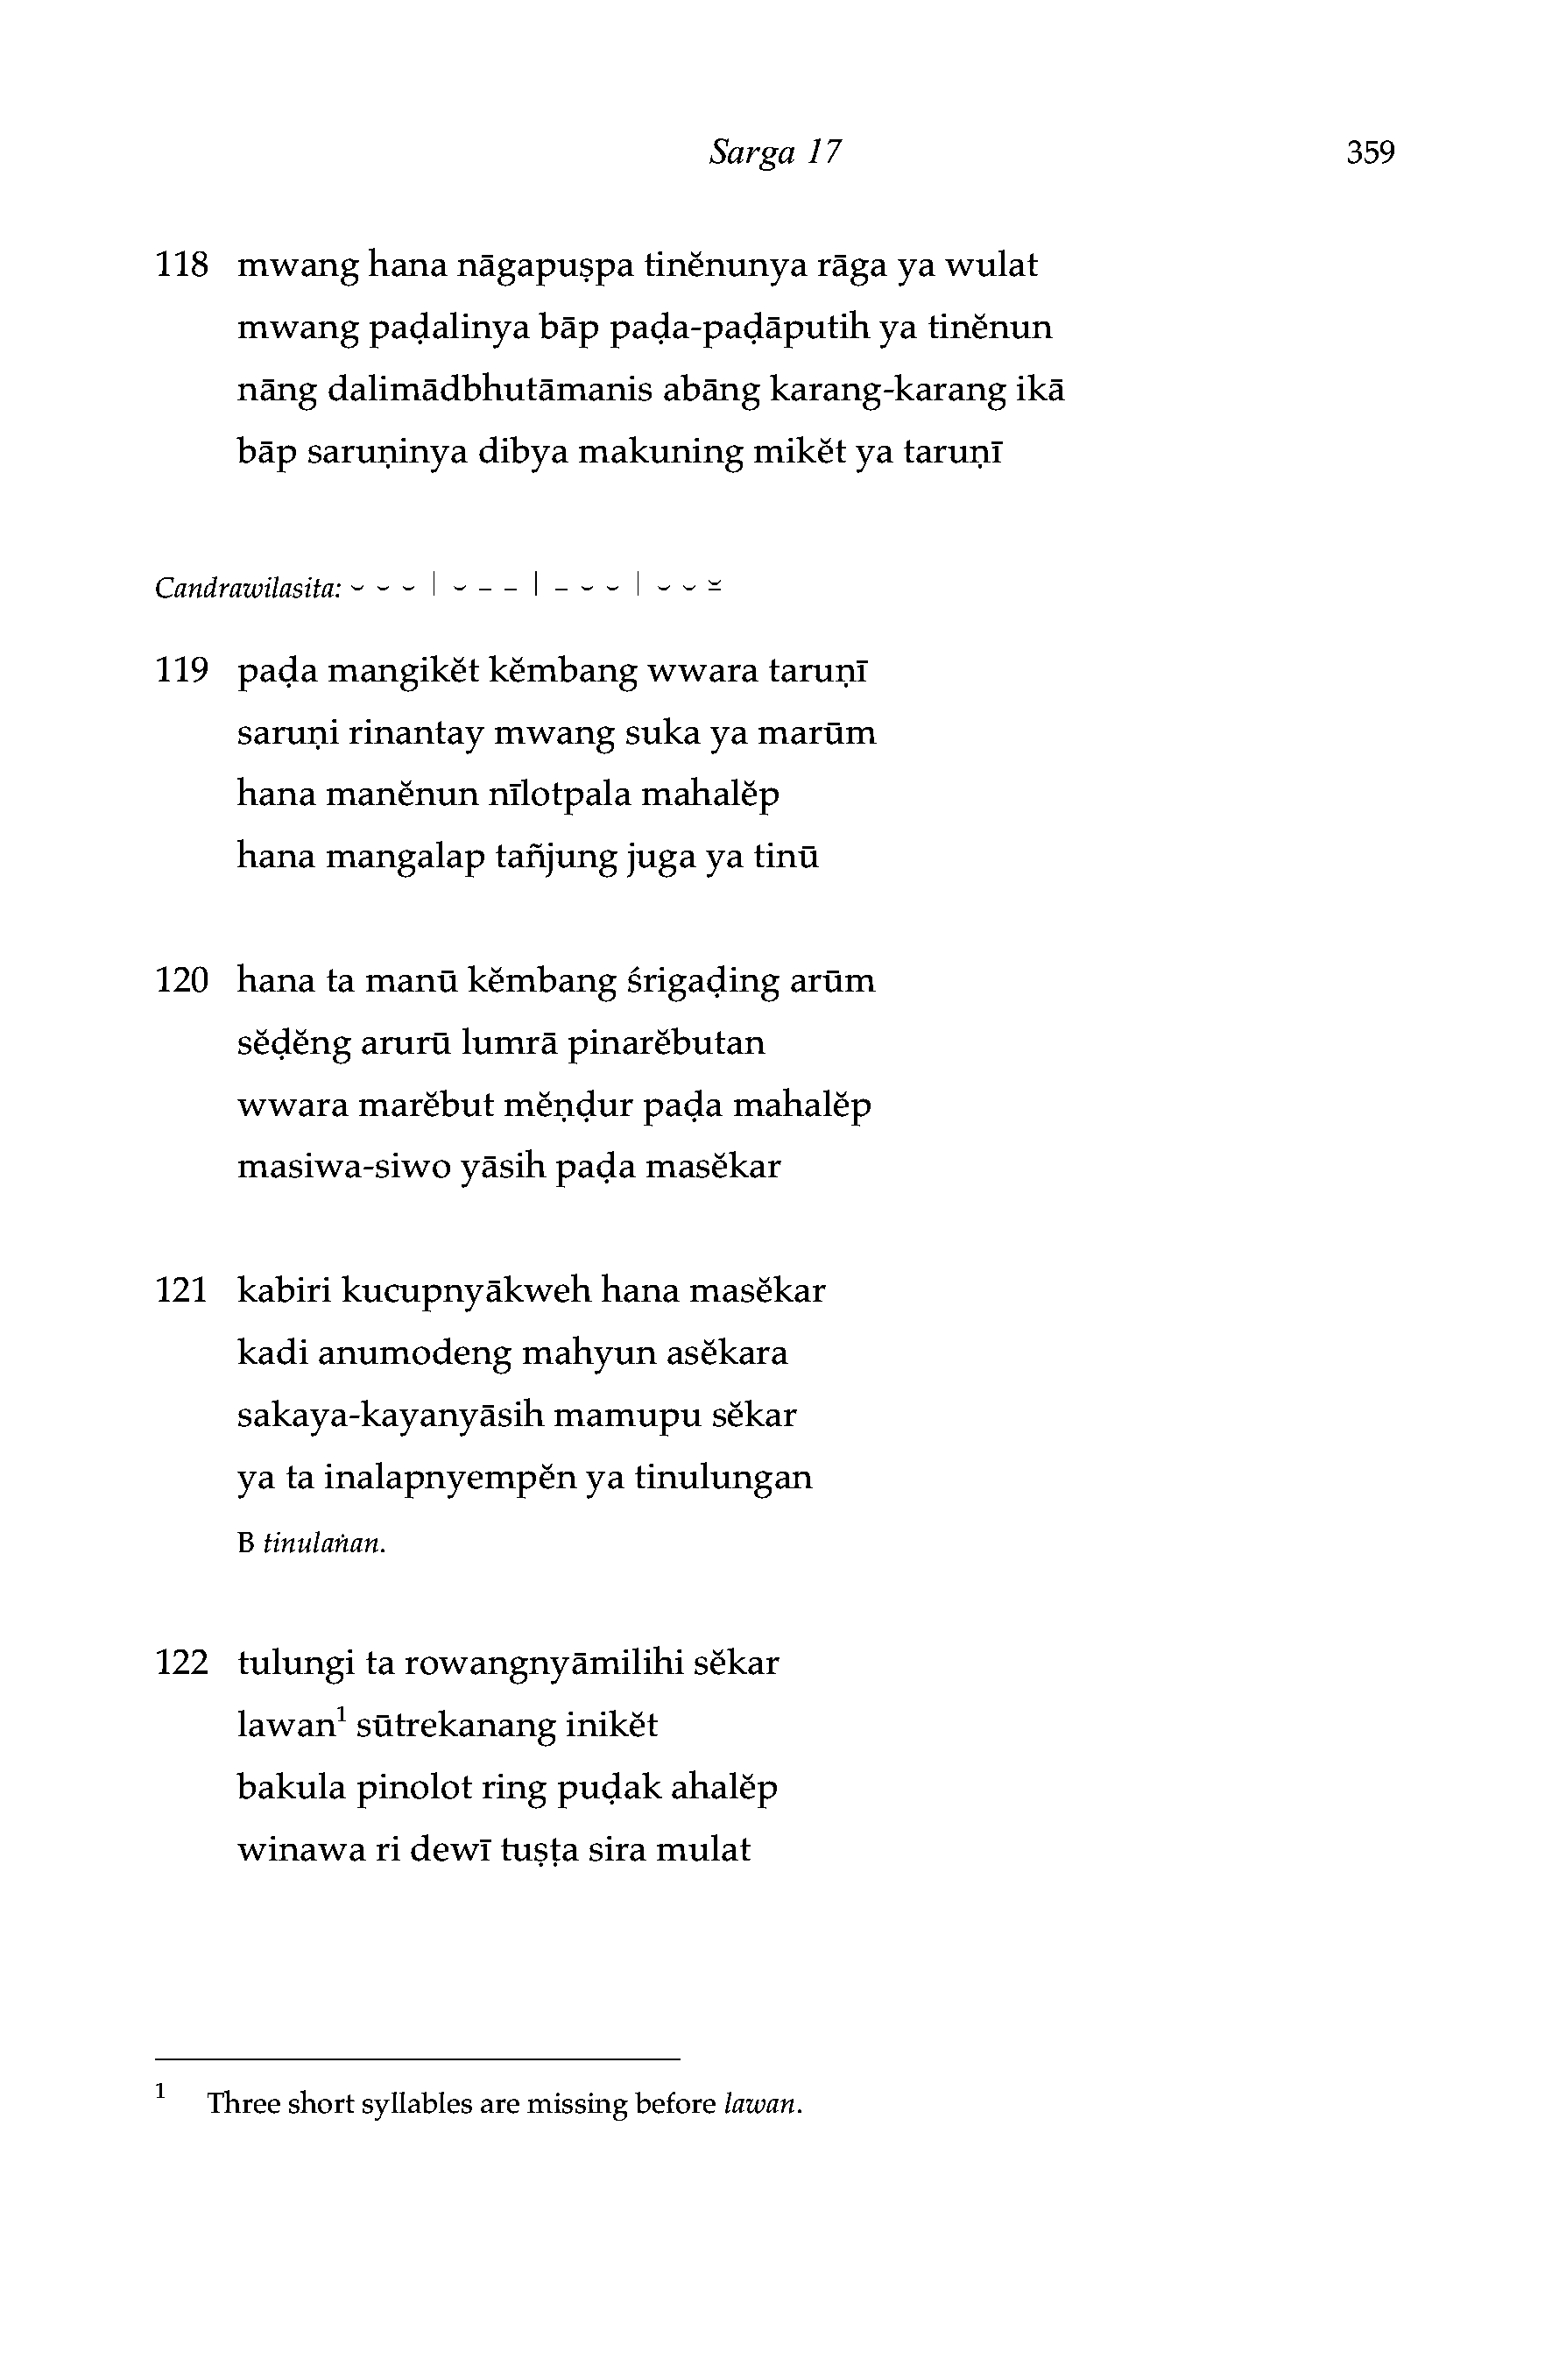 Sarga 17 359
118 mwang hana nāgapuṣpa tinĕnunya rāga ya wulat
mwang paḍalinya bāp paḍa-paḍāputih ya tinĕnun
nāng dalimādbhutāmanis abāng karang-karang ikā
bāp saruṇinya dibya makuning mikĕt ya taruṇī
Candrawilasita: ⏑ ⏑ ⏑ | ⏑ – – | – ⏑ ⏑ | ⏑ ⏑ ⏓
119 paḍa mangikĕt kĕmbang wwara taruṇī
saruṇi rinantay mwang suka ya marūm
hana manĕnun nīlotpala mahalĕp
hana mangalap tañjung juga ya tinū
120 hana ta manū kĕmbang śrigaḍing arūm
sĕḍĕng arurū lumrā pinarĕbutan
wwara marĕbut mĕṇḍur paḍa mahalĕp
masiwa-siwo yāsih paḍa masĕkar
121 kabiri kucupnyākweh hana masĕkar
kadi anumodeng mahyun asĕkara
sakaya-kayanyāsih mamupu sĕkar
ya ta inalapnyempĕn ya tinulungan
B tinulaṅan.
122 tulungi ta rowangnyāmilihi sĕkar
lawan¹ sūtrekanang inikĕt
bakula pinolot ring puḍak ahalĕp
winawa ri dewī tuṣṭa sira mulat
1 Three short syllables are missing before lawan.